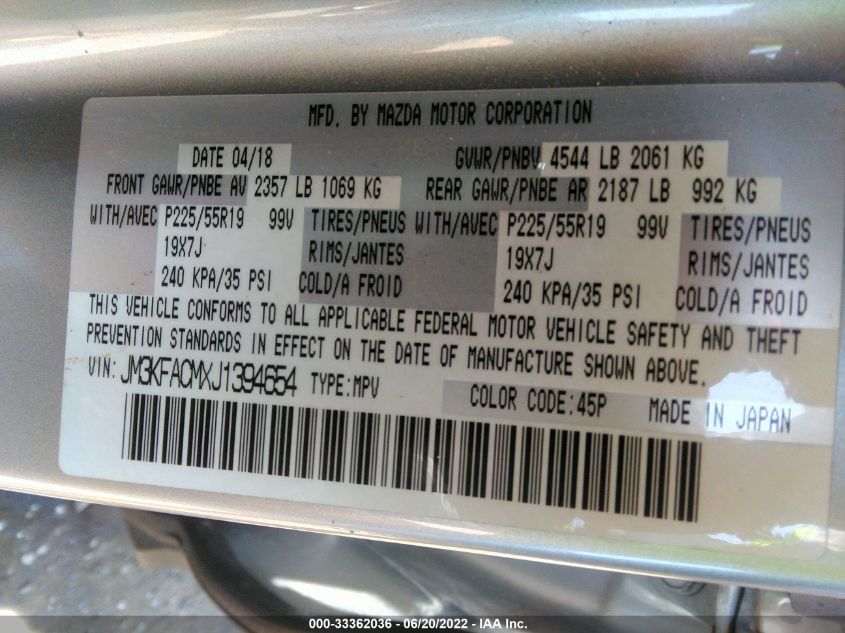 MFD. BY MAZDA MOTOR CORPORATION
DATE 04/18 GVWR/PNBV 4544 LB 2061 KG
FRONT GAWR/PNBE AV 2357 LB 1069 KG REAR GAWR/PNBE AR 2187 LB 992 KG
WITH/AVEC P225/55R19 99V TIRES/PNEUS WITH/AVEC P225/55R19 99V TIRES/PNEUS
19X7J RIMS/JANTES 19X7J RIMS/JANTES
240 KPA/35 PSI COLD/A FROID 240 KPA/35 PSI COLD/A FROID
THIS VEHICLE CONFORMS TO ALL APPLICABLE FEDERAL MOTOR VEHICLE SAFETY AND THEFT
PREVENTION STANDARDS IN EFFECT ON THE DATE OF MANUFACTURE SHOWN ABOVE.
VIN: JM3KFACMXJ1394654 TYPE:MPV COLOR CODE:45P MADE IN JAPAN
000-33362036 - 06/20/2022 - IAA Inc.